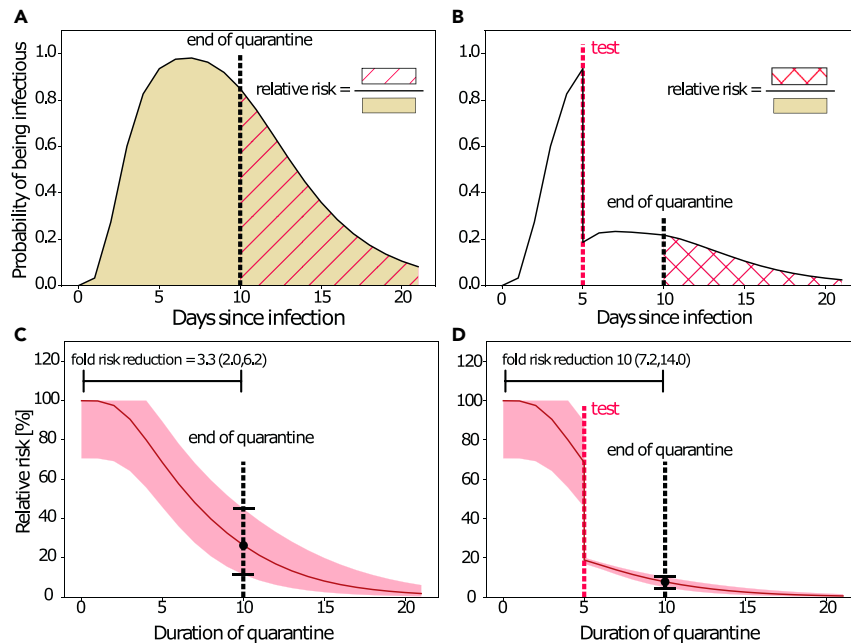 A
end of quarantine
relative risk =
Probability of being infectious
1.0
0.8
0.6
0.4
0.2
0.0
0
5
10
15
20
Days since infection
B
test
relative risk =
end of quarantine
1.0
0.8
0.6
0.4
0.2
0.0
0
5
10
15
20
Days since infection
C
fold risk reduction = 3.3 (2.0,6.2)
end of quarantine
Relative risk [%]
120
100
80
60
40
20
0
0
5
10
15
20
Duration of quarantine
D
fold risk reduction 10 (7.2,14.0)
test
end of quarantine
120
100
80
60
40
20
0
0
5
10
15
20
Duration of quarantine